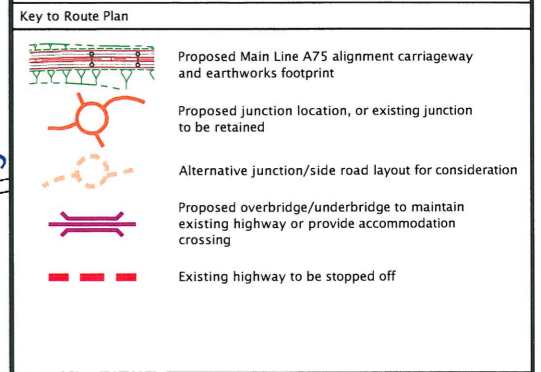 Key to Route Plan
Proposed Main Line A75 alignment carriageway
and earthworks footprint
Proposed junction location, or existing junction
to be retained
Alternative junction/side road layout for consideration
Proposed overbridge/underbridge to maintain
existing highway or provide accommodation
crossing
Existing highway to be stopped off